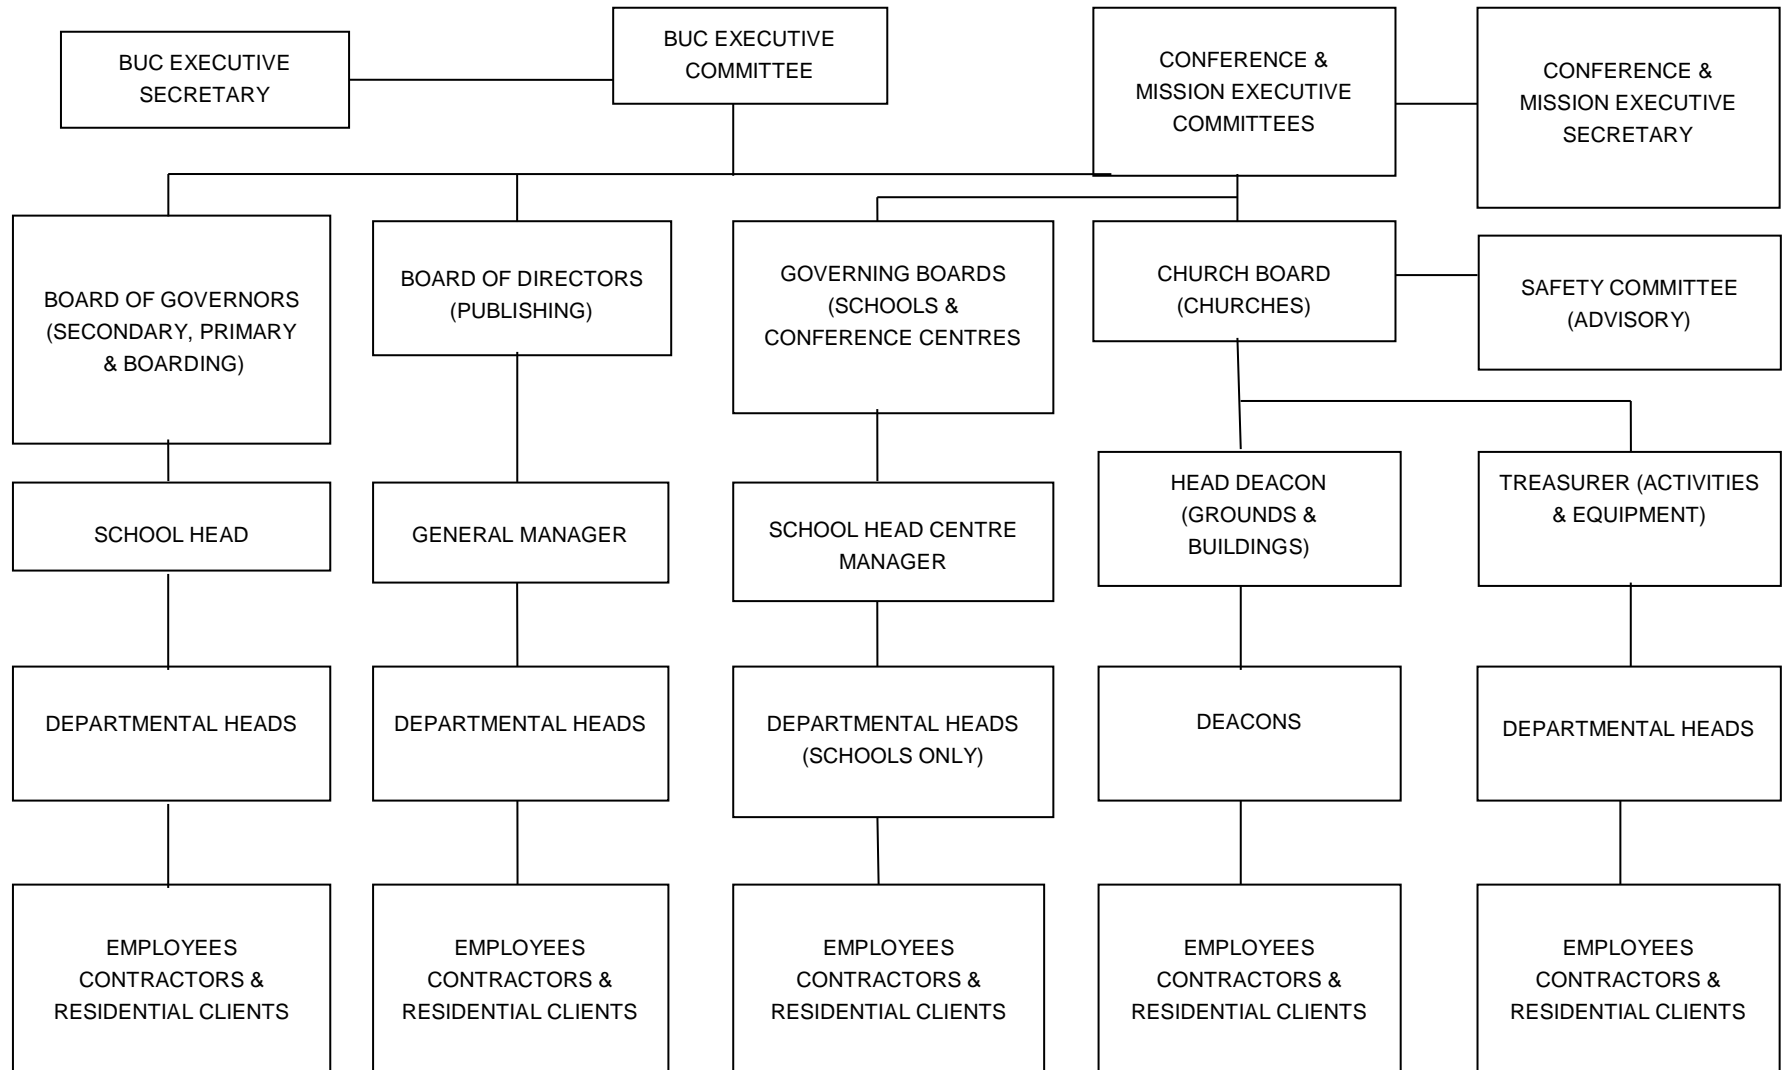 BUC EXECUTIVE
SECRETARY
BUC EXECUTIVE
COMMITTEE
CONFERENCE &
MISSION EXECUTIVE
COMMITTEES
CONFERENCE &
MISSION EXECUTIVE
SECRETARY
BOARD OF GOVERNORS
(SECONDARY, PRIMARY
& BOARDING)
BOARD OF DIRECTORS
(PUBLISHING)
GOVERNING BOARDS
(SCHOOLS &
CONFERENCE CENTRES
CHURCH BOARD
(CHURCHES)
SAFETY COMMITTEE
(ADVISORY)
SCHOOL HEAD
GENERAL MANAGER
SCHOOL HEAD CENTRE
MANAGER
HEAD DEACON
(GROUNDS &
BUILDINGS)
TREASURER (ACTIVITIES
& EQUIPMENT)
DEPARTMENTAL HEADS
DEPARTMENTAL HEADS
DEPARTMENTAL HEADS
(SCHOOLS ONLY)
DEACONS
DEPARTMENTAL HEADS
EMPLOYEES
CONTRACTORS &
RESIDENTIAL CLIENTS
EMPLOYEES
CONTRACTORS &
RESIDENTIAL CLIENTS
EMPLOYEES
CONTRACTORS &
RESIDENTIAL CLIENTS
EMPLOYEES
CONTRACTORS &
RESIDENTIAL CLIENTS
EMPLOYEES
CONTRACTORS &
RESIDENTIAL CLIENTS